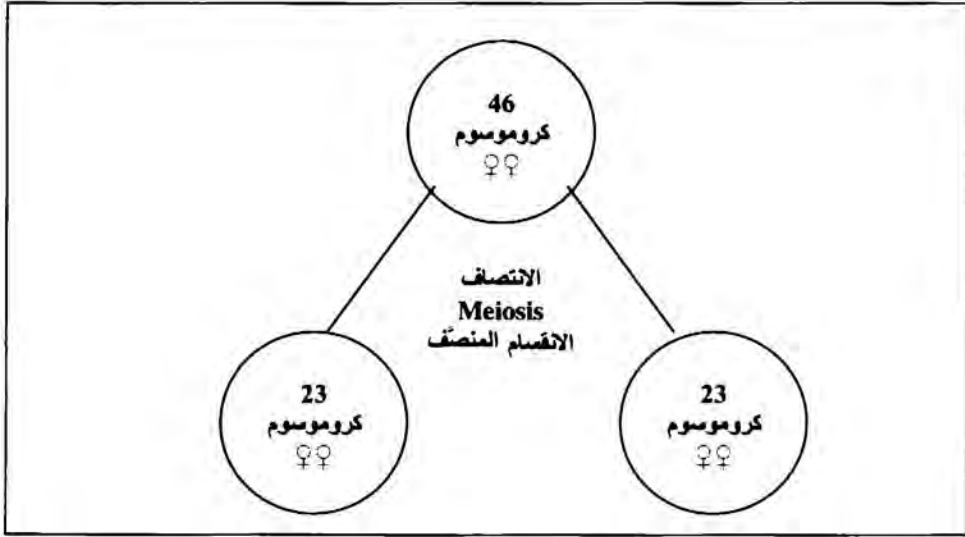 46
كروموسوم
♀♀
الانتصاف
Meiosis
الانقسام المنصّف
23
كروموسوم
♀♀
23
كروموسوم
♀♀